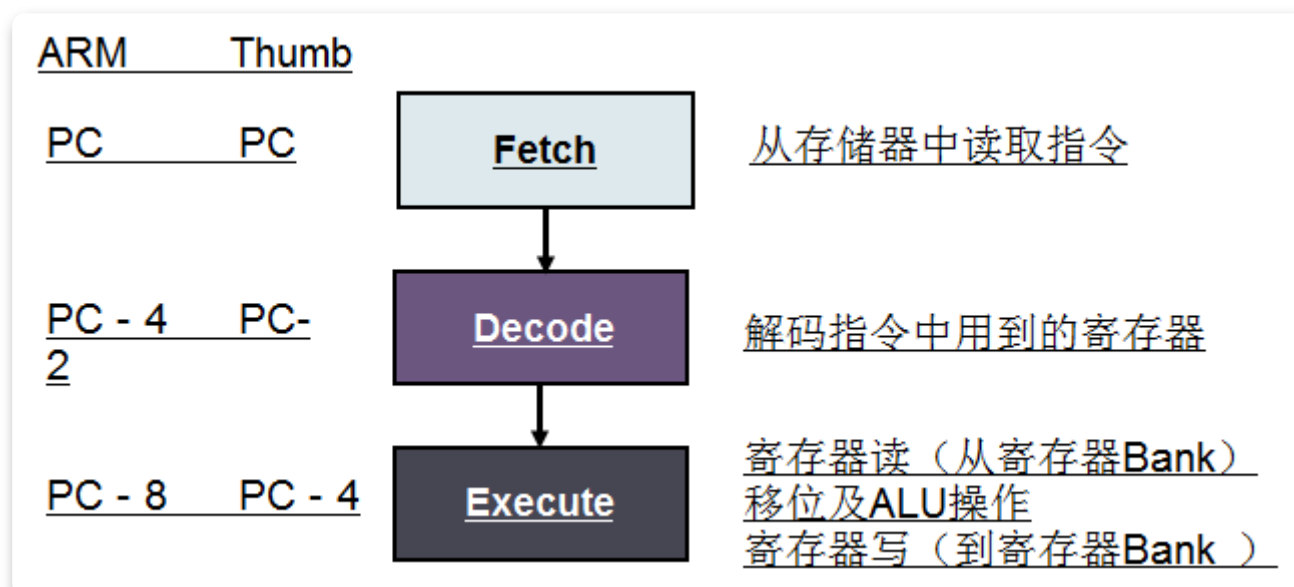 ARM Thumb
PC PC Fetch 从存储器中读取指令
PC - 4 PC-
2
Decode 解码指令中用到的寄存器
PC - 8 PC - 4 Execute 寄存器读（从寄存器Bank）
移位及ALU操作
寄存器写（到寄存器Bank ）